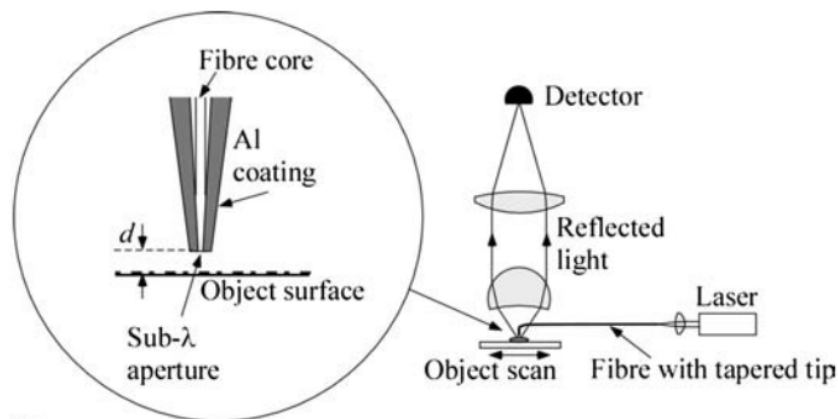 Fibre core
Al
coating
d
Object surface
Sub-λ
aperture
Detector
Reflected
light
Laser
Object scan
Fibre with tapered tip